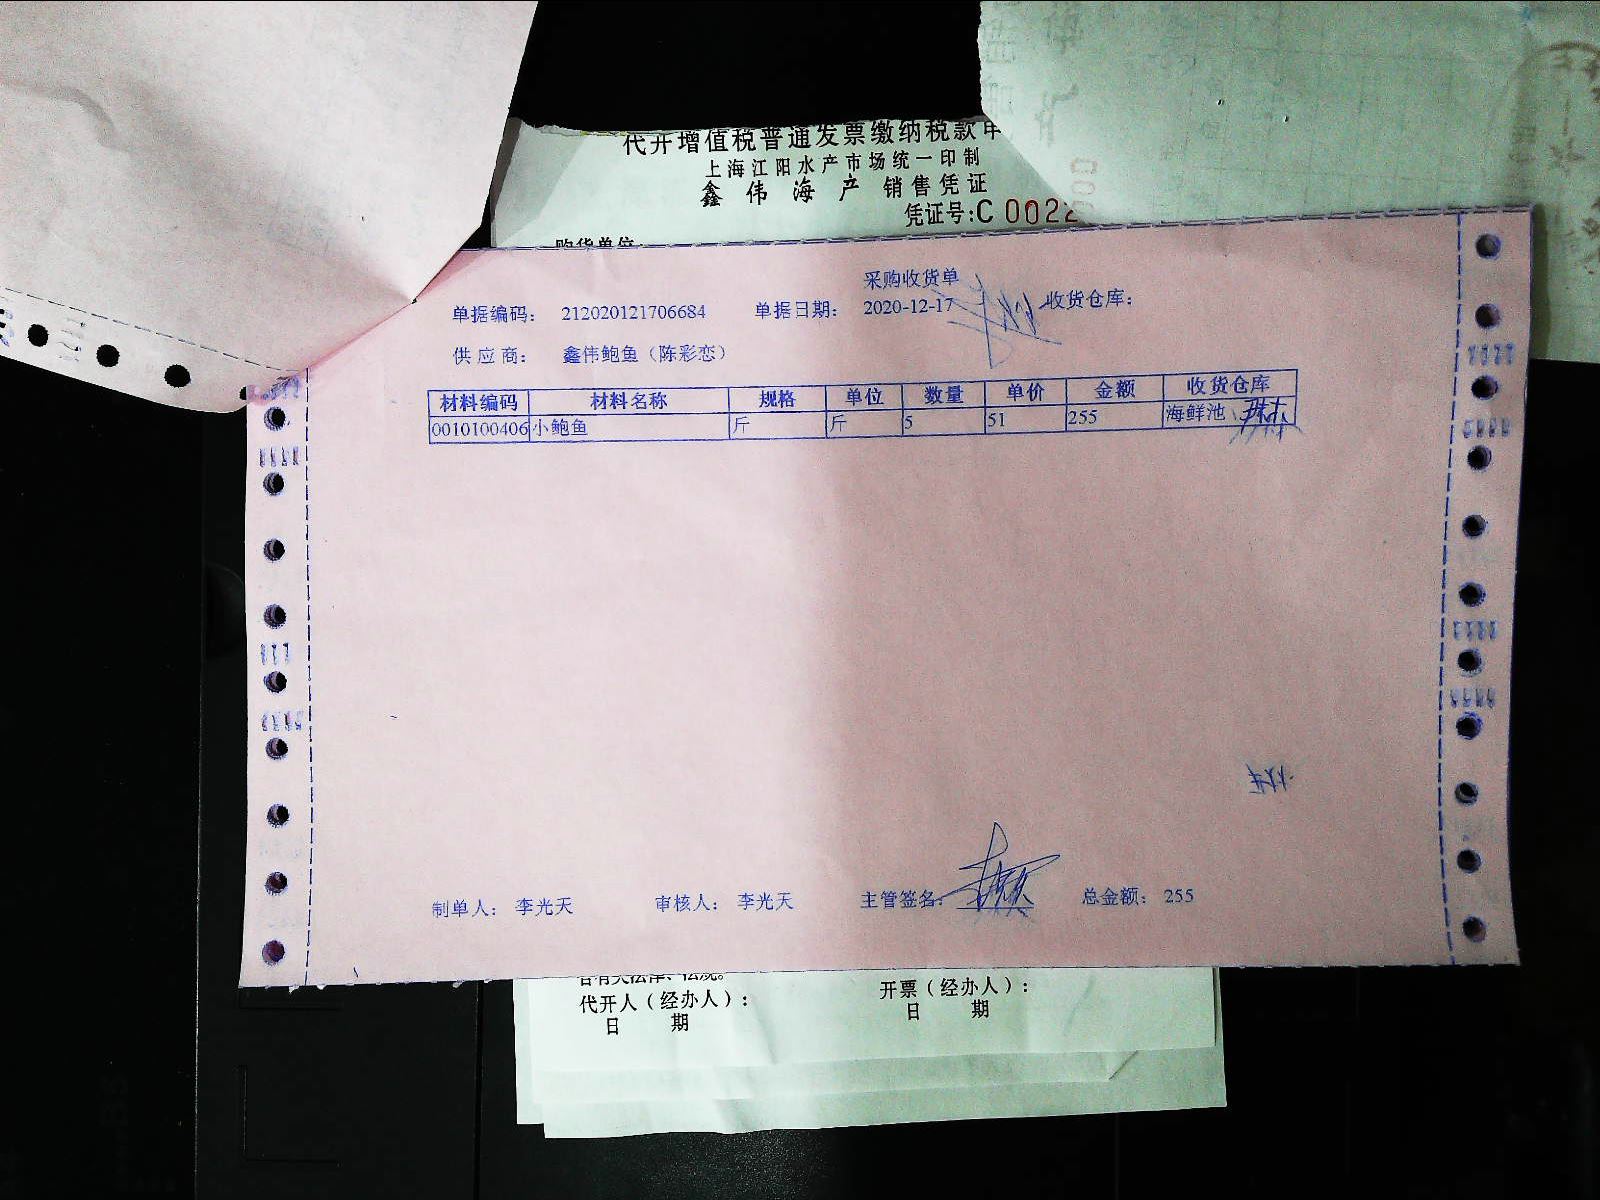 代开增值税普通发票缴纳税款申
上海江阳水产市场统一印制
鑫伟海产销售凭证
凭证号:C 0022
购货单位:
采购收货单
单据编码: 212020121706684 单据日期: 2020-12-17 收货仓库:
供应商: 鑫伟鲍鱼（陈彩恋）
材料编码 材料名称 规格 单位 数量 单价 金额 收货仓库
0010100406 小鲍鱼 斤 斤 5 51 255 海鲜池
制单人: 李光天 审核人: 李光天 主管签名: 总金额: 255
代开人（经办人）: 开票（经办人）:
日 期 日 期